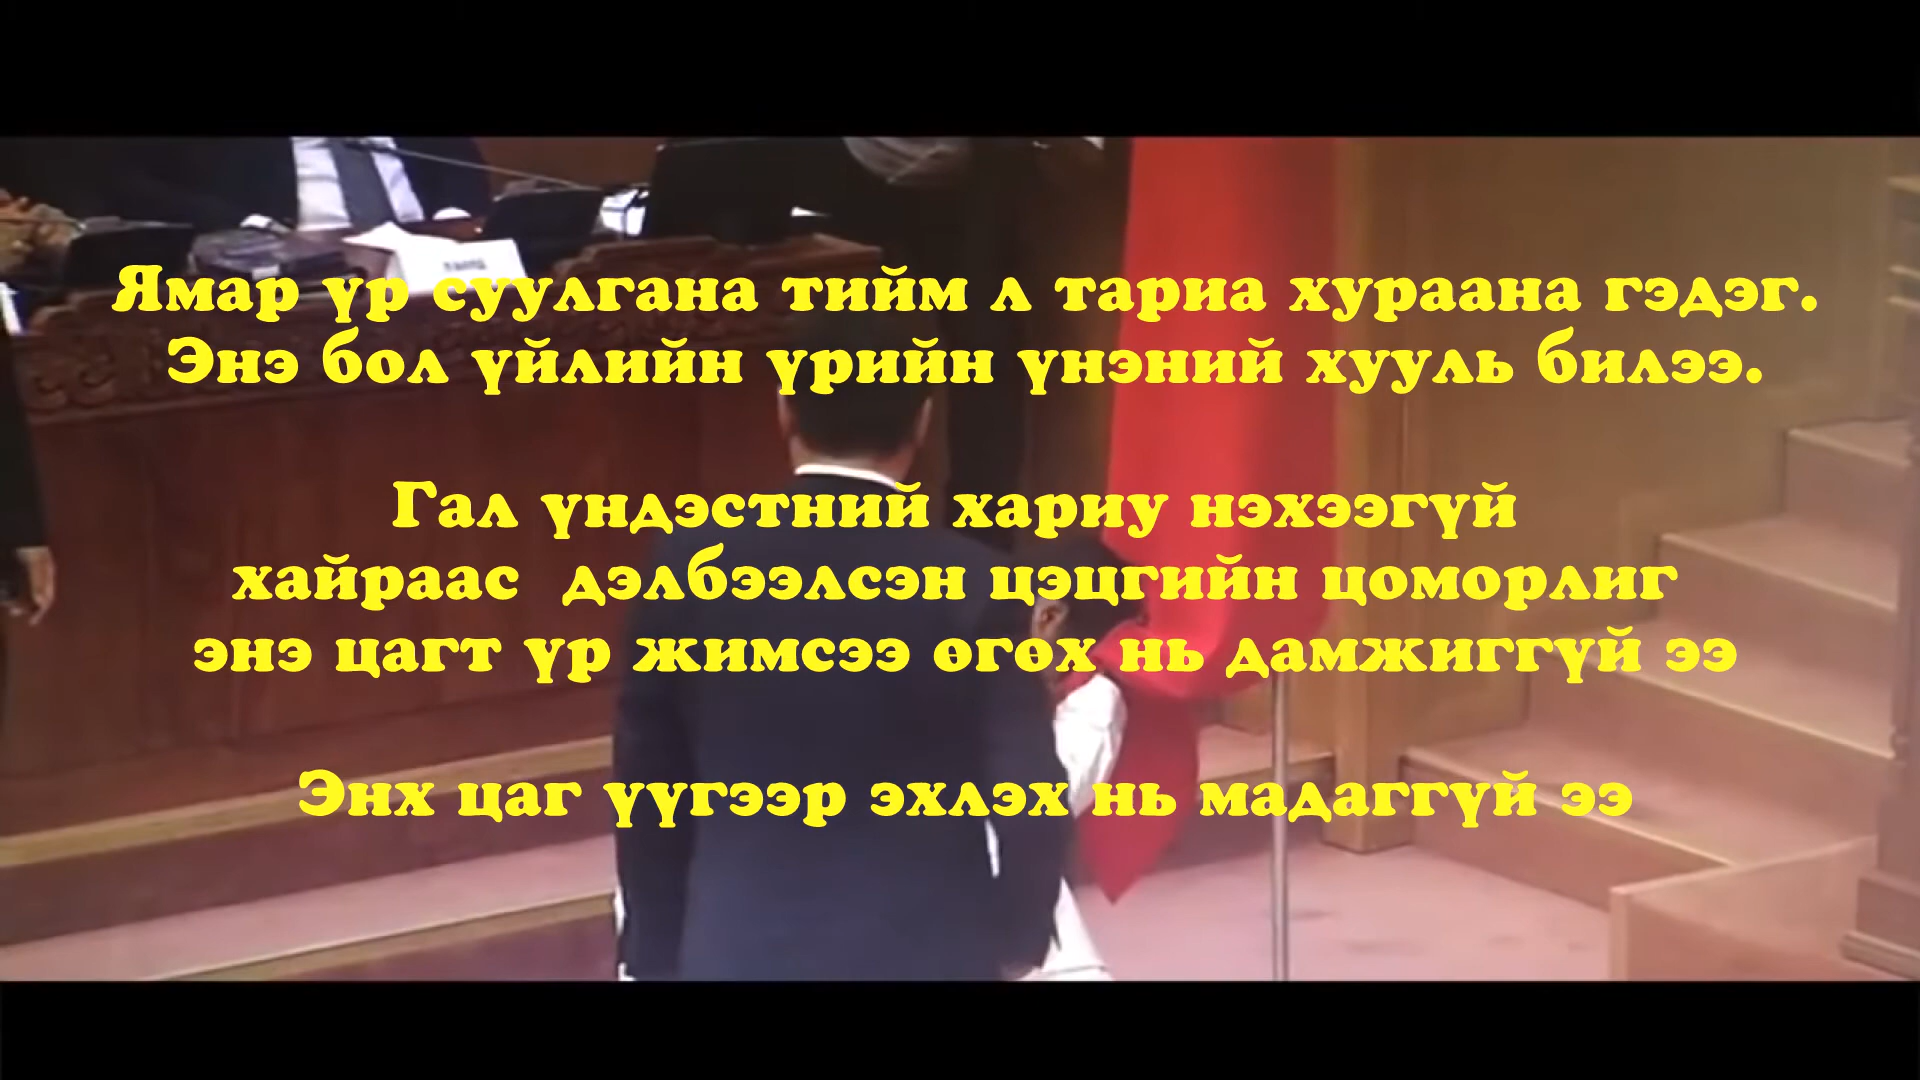 Ямар үр суулгана тийм л тариа хураана гэдэг.
Энэ бол үйлийн үрийн үнэний хууль билээ.
Гал үндэстний хариу нэхээгүй
хайраас дэлбээлсэн цэцгийн цоморлиг
энэ цагт үр жимсээ өгөх нь дамжиггүй ээ
Энх цаг үүгээр эхлэх нь мадаггүй ээ